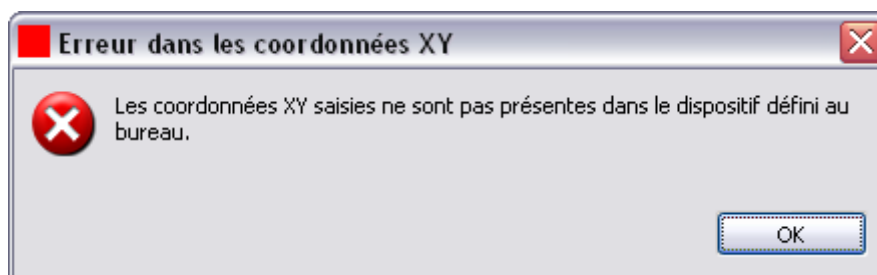 Erreur dans les coordonnées XY
Les coordonnées XY saisies ne sont pas présentes dans le dispositif défini au
bureau.
OK